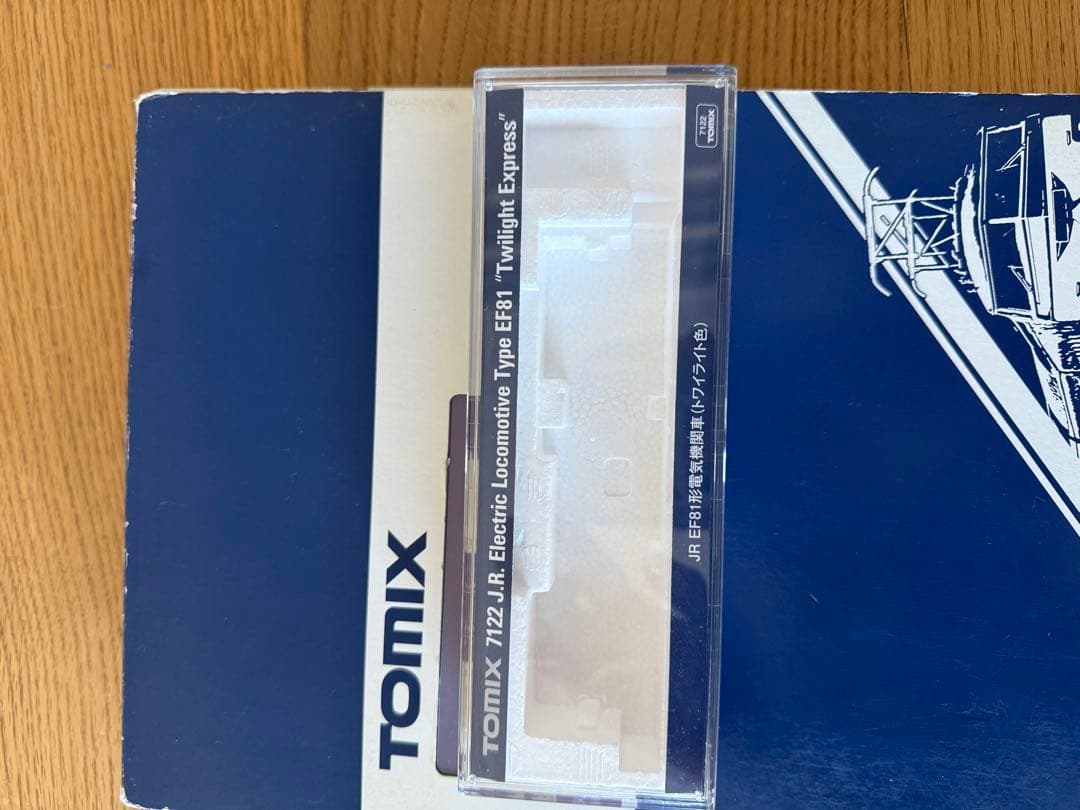 TOMIX
TOMIX 7122 J.R. Electric Locomotive Type EF81 "Twilight Express"
JR EF81形電気機関車(トワイライト色)
7122
TOMIX